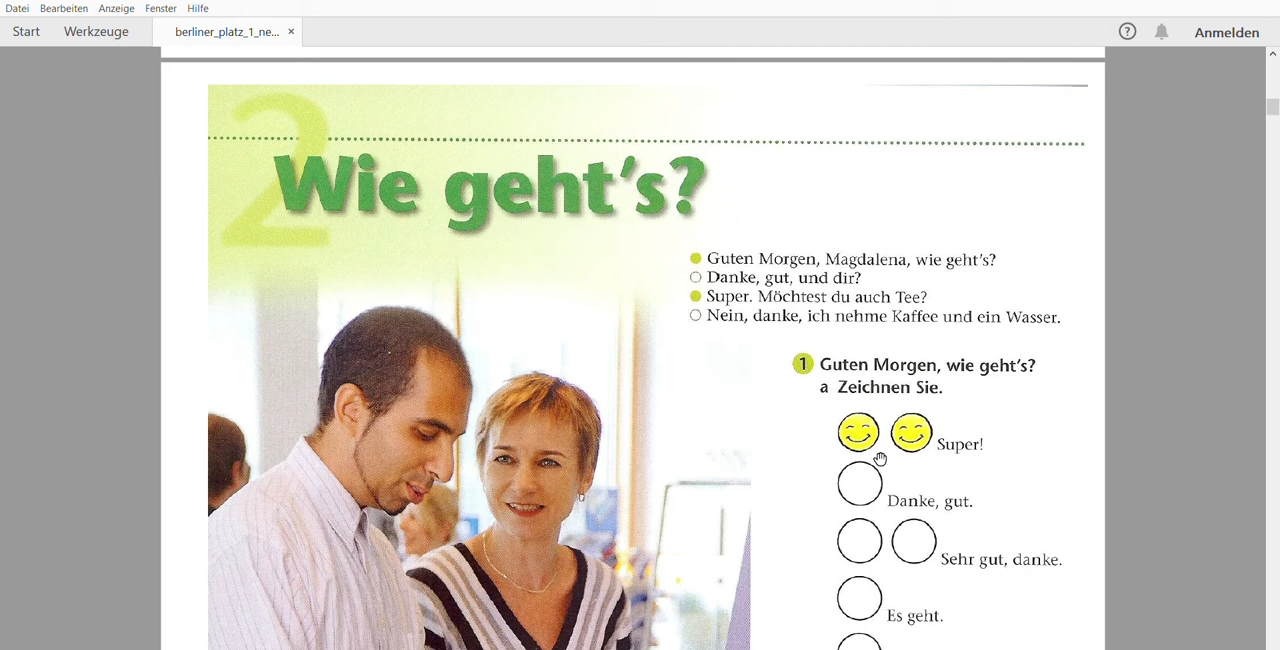 Datei Bearbeiten Anzeige Fenster Hilfe
Start Werkzeuge berliner_platz_1_ne... × ? Anmelden
2
Wie geht's?
Guten Morgen, Magdalena, wie geht's?
Danke, gut, und dir?
Super. Möchtest du auch Tee?
Nein, danke, ich nehme Kaffee und ein Wasser.
1 Guten Morgen, wie geht's?
a Zeichnen Sie.
Super!
Danke, gut.
Sehr gut, danke.
Es geht.